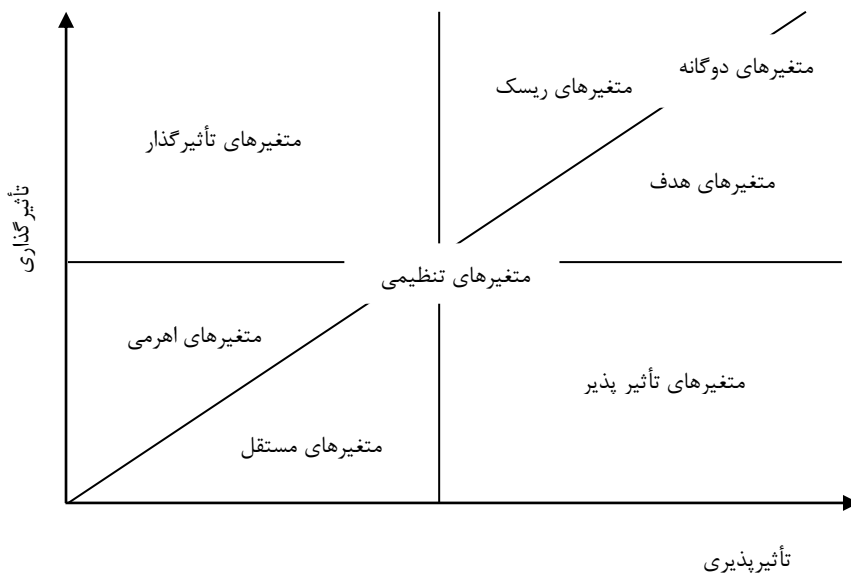 متغیرهای دوگانه
متغیرهای ریسک
متغیرهای تأثیرگذار
متغیرهای هدف
تأثیرگذاری
متغیرهای تنظیمی
متغیرهای اهرمی
متغیرهای تأثیر پذیر
متغیرهای مستقل
تأثیرپذیری